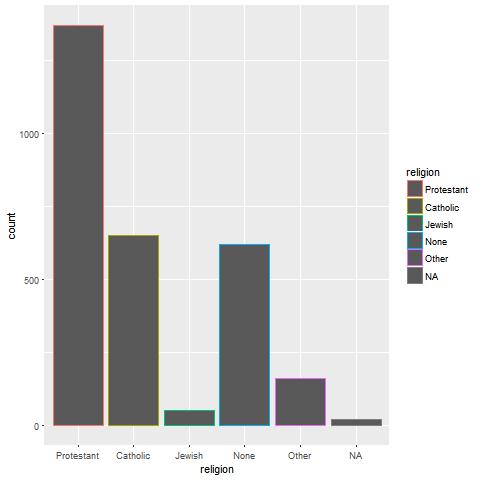 count
1000
500
0
Protestant Catholic Jewish None Other NA
religion
religion
Protestant
Catholic
Jewish
None
Other
NA